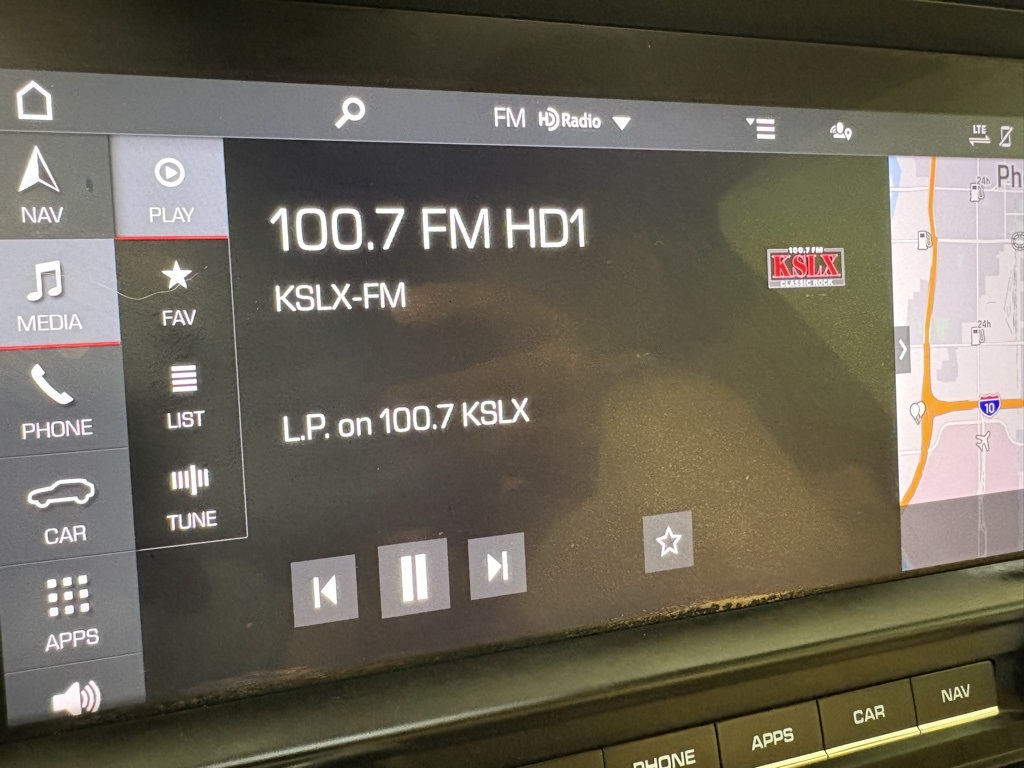 FM HD Radio
LTE
NAV
PLAY
MEDIA
FAV
PHONE
LIST
CAR
TUNE
APPS
100.7 FM HD1
KSLX-FM
L.P. on 100.7 KSLX
100.7 FM
KSLX
CLASSIC ROCK
24h
Ph
24h
10
PHONE
APPS
CAR
NAV